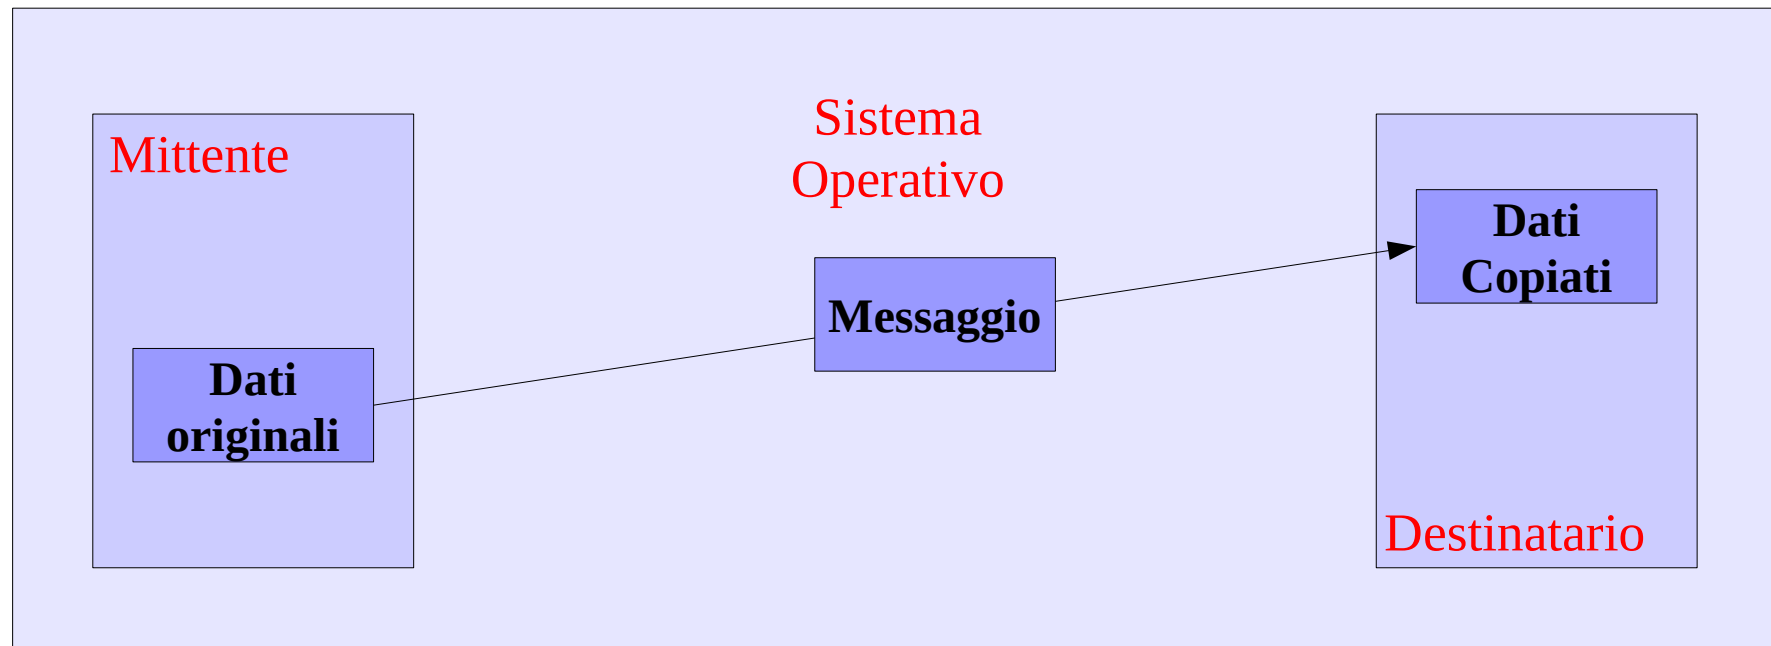 Mittente
Dati
originali
Sistema
Operativo
Messaggio
Dati
Copiati
Destinatario